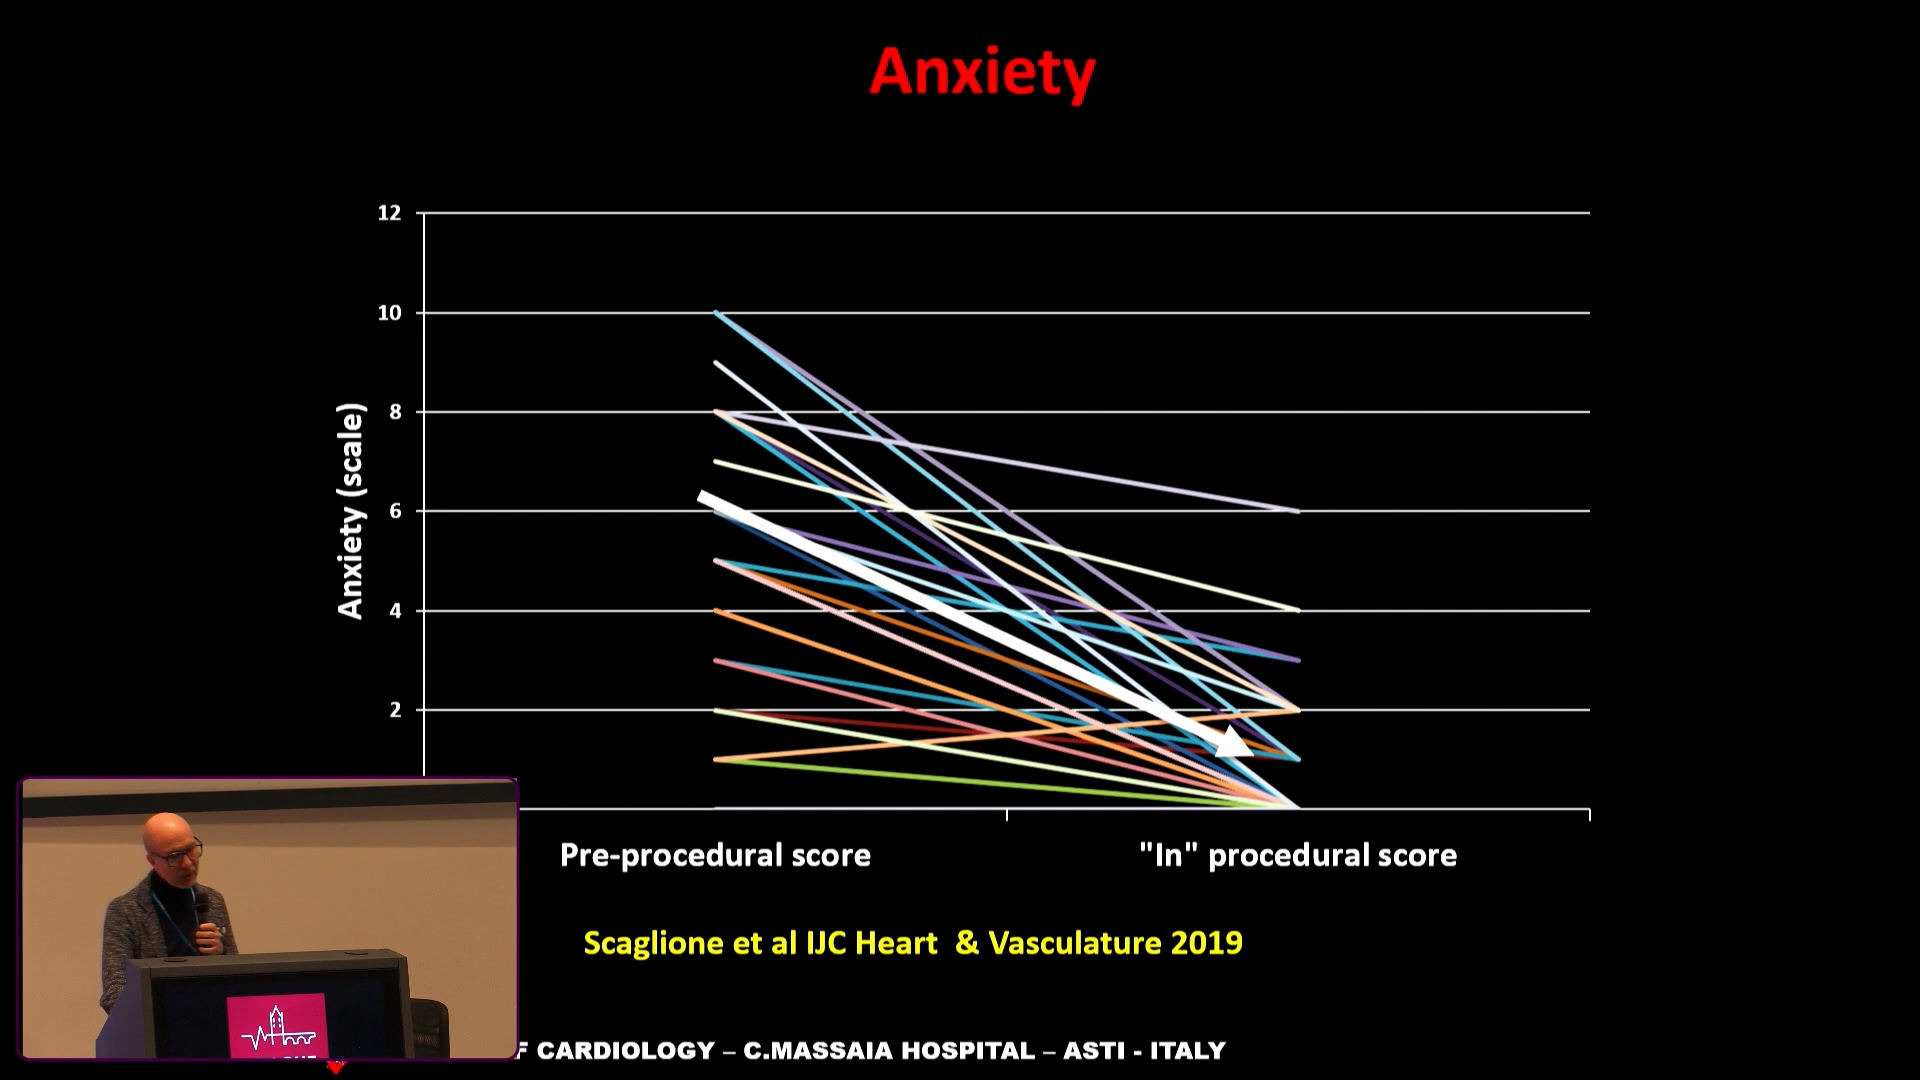 Anxiety
12
10
8
6
4
2
Anxiety (scale)
Pre-procedural score
"In" procedural score
Scaglione et al IJC Heart & Vasculature 2019
F CARDIOLOGY – C.MASSAIA HOSPITAL – ASTI - ITALY